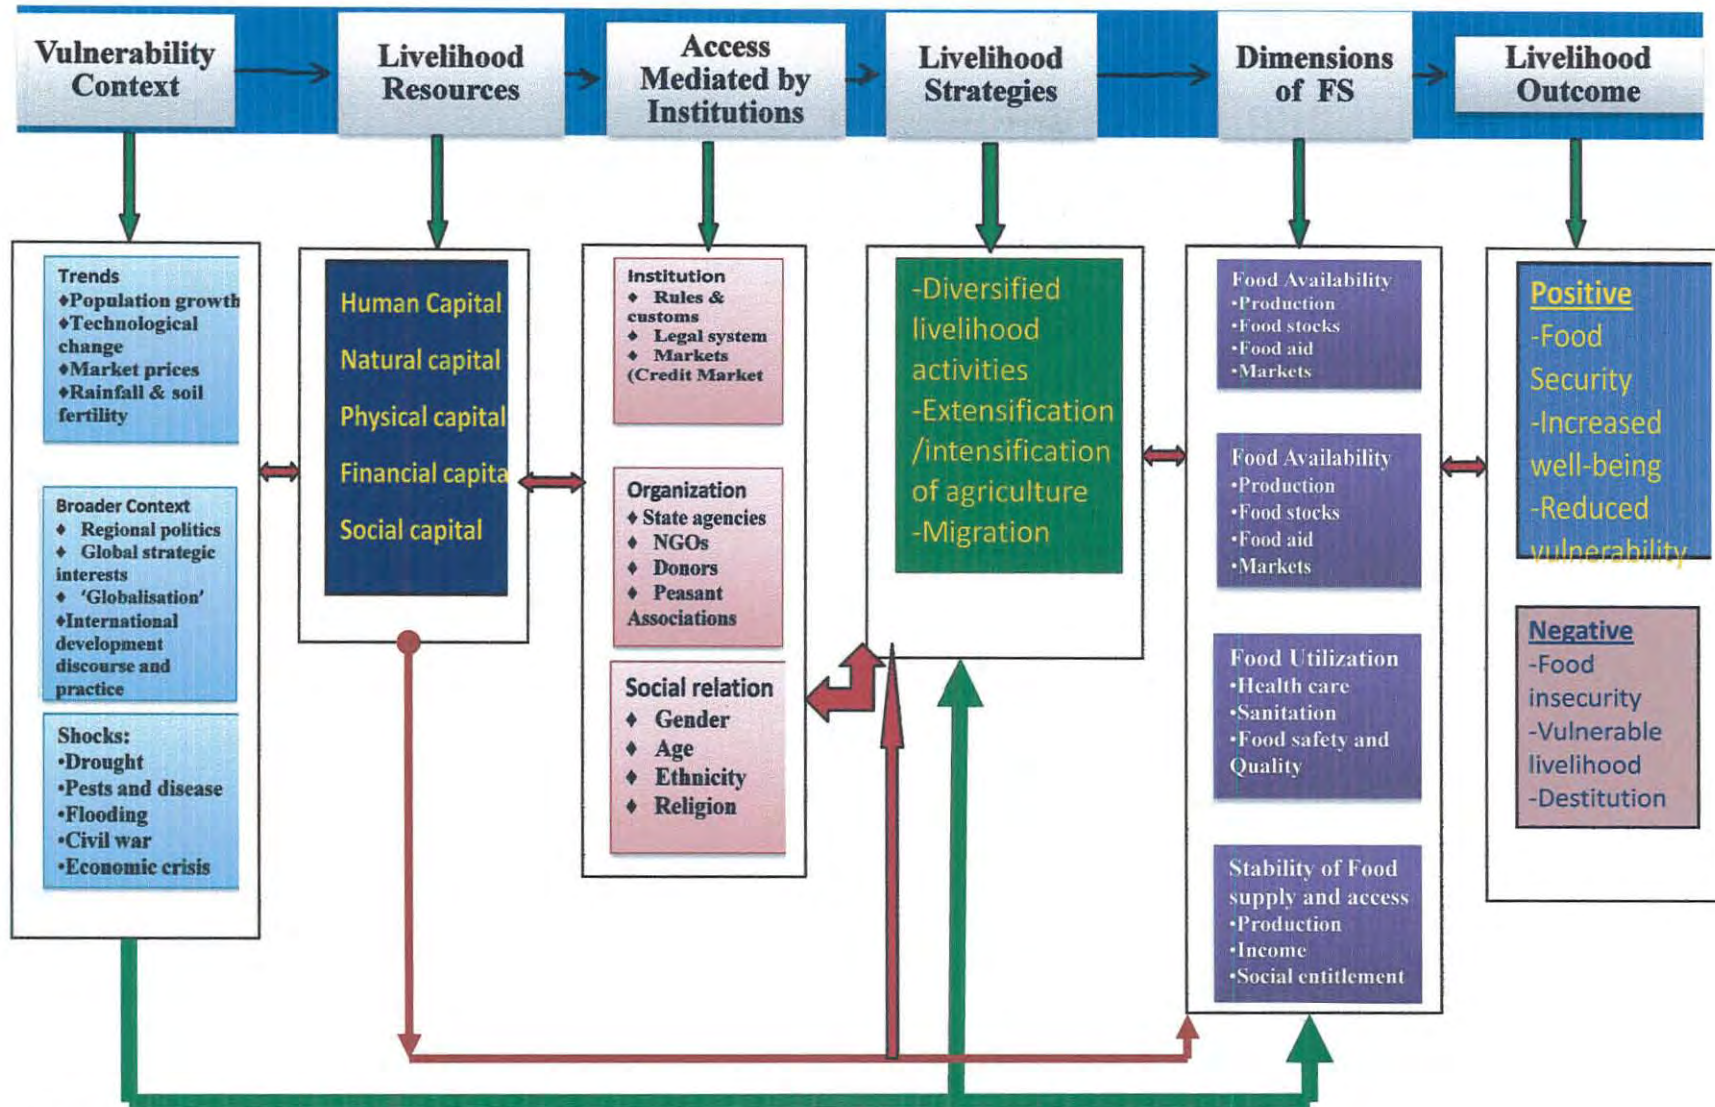 Vulnerability
Context
Livelihood
Resources
Access
Mediated by
Institutions
Livelihood
Strategies
Dimensions
of FS
Livelihood
Outcome
Trends
♦Population growth
♦Technological
change
♦Market prices
♦Rainfall & soil
fertility
Broader Context
♦ Regional politics
♦ Global strategic
interests
♦ 'Globalisation'
♦International
development
discourse and
practice
Shocks:
•Drought
•Pests and disease
•Flooding
•Civil war
•Economic crisis
Human Capital
Natural capital
Physical capital
Financial capita
Social capital
Institution
♦ Rules &
customs
♦ Legal system
♦ Markets
(Credit Market
Organization
♦State agencies
♦ NGOs
♦ Donors
♦ Peasant
Associations
Social relation
♦ Gender
♦ Age
♦ Ethnicity
♦ Religion
-Diversified
livelihood
activities
-Extensification
/intensification
of agriculture
-Migration
Food Availability
•Production
•Food stocks
•Food aid
•Markets
Food Availability
•Production
•Food stocks
•Food aid
•Markets
Food Utilization
•Health care
•Sanitation
•Food safety and
Quality
Stability of Food
supply and access
•Production
•Income
•Social entitlement
Positive
-Food
Security
-Increased
well-being
-Reduced
vulnerability
Negative
-Food
insecurity
-Vulnerable
livelihood
-Destitution